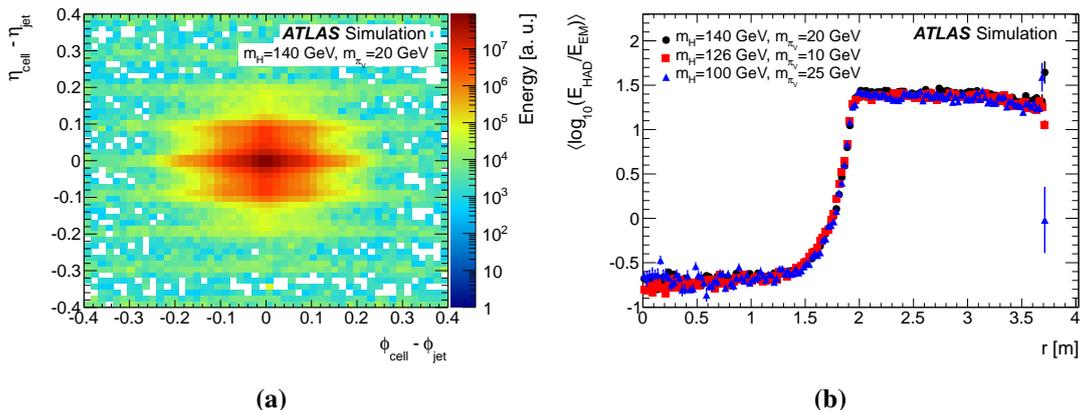 η_cell - η_jet
0.4
0.3
0.2
0.1
0
-0.1
-0.2
-0.3
-0.4
-0.4 -0.3 -0.2 -0.1 0 0.1 0.2 0.3 0.4
ϕ_cell - ϕ_jet
ATLAS Simulation
m_H=140 GeV, m_πv=20 GeV
Energy [a. u.]
10^7
10^6
10^5
10^4
10^3
10^2
10
1
(a)
⟨log_10(E_HAD/E_EM)⟩
2
1.5
1
0.5
0
-0.5
-1
0 0.5 1 1.5 2 2.5 3 3.5 4
r [m]
m_H=140 GeV, m_πv=20 GeV
m_H=126 GeV, m_πv=10 GeV
m_H=100 GeV, m_πv=25 GeV
ATLAS Simulation
(b)